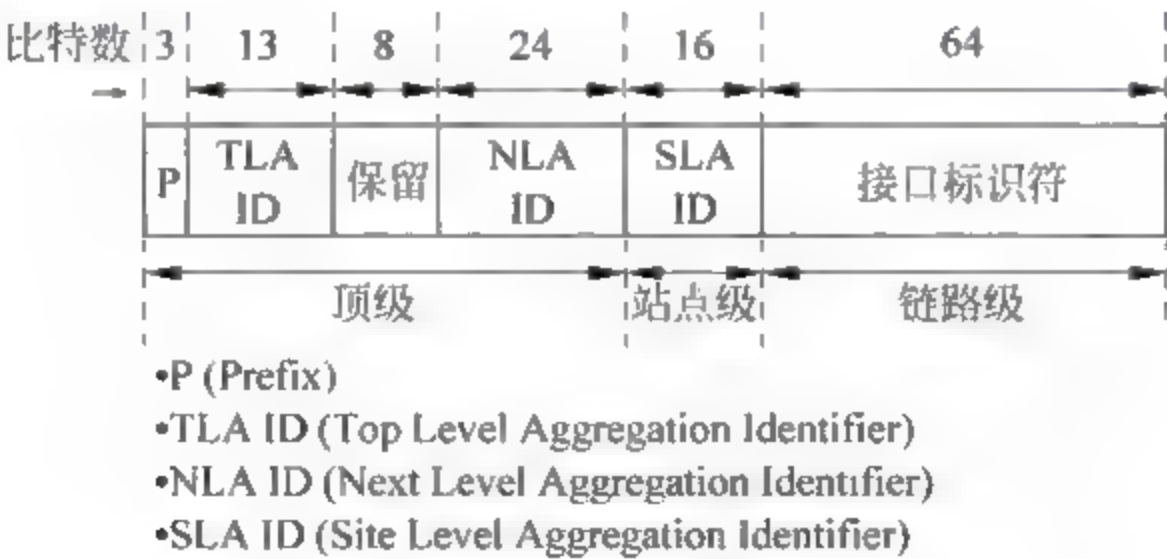 比特数 3 13 8 24 16 64
P TLA ID 保留 NLA ID SLA ID 接口标识符
顶级 站点级 链路级
•P (Prefix)
•TLA ID (Top Level Aggregation Identifier)
•NLA ID (Next Level Aggregation Identifier)
•SLA ID (Site Level Aggregation Identifier)